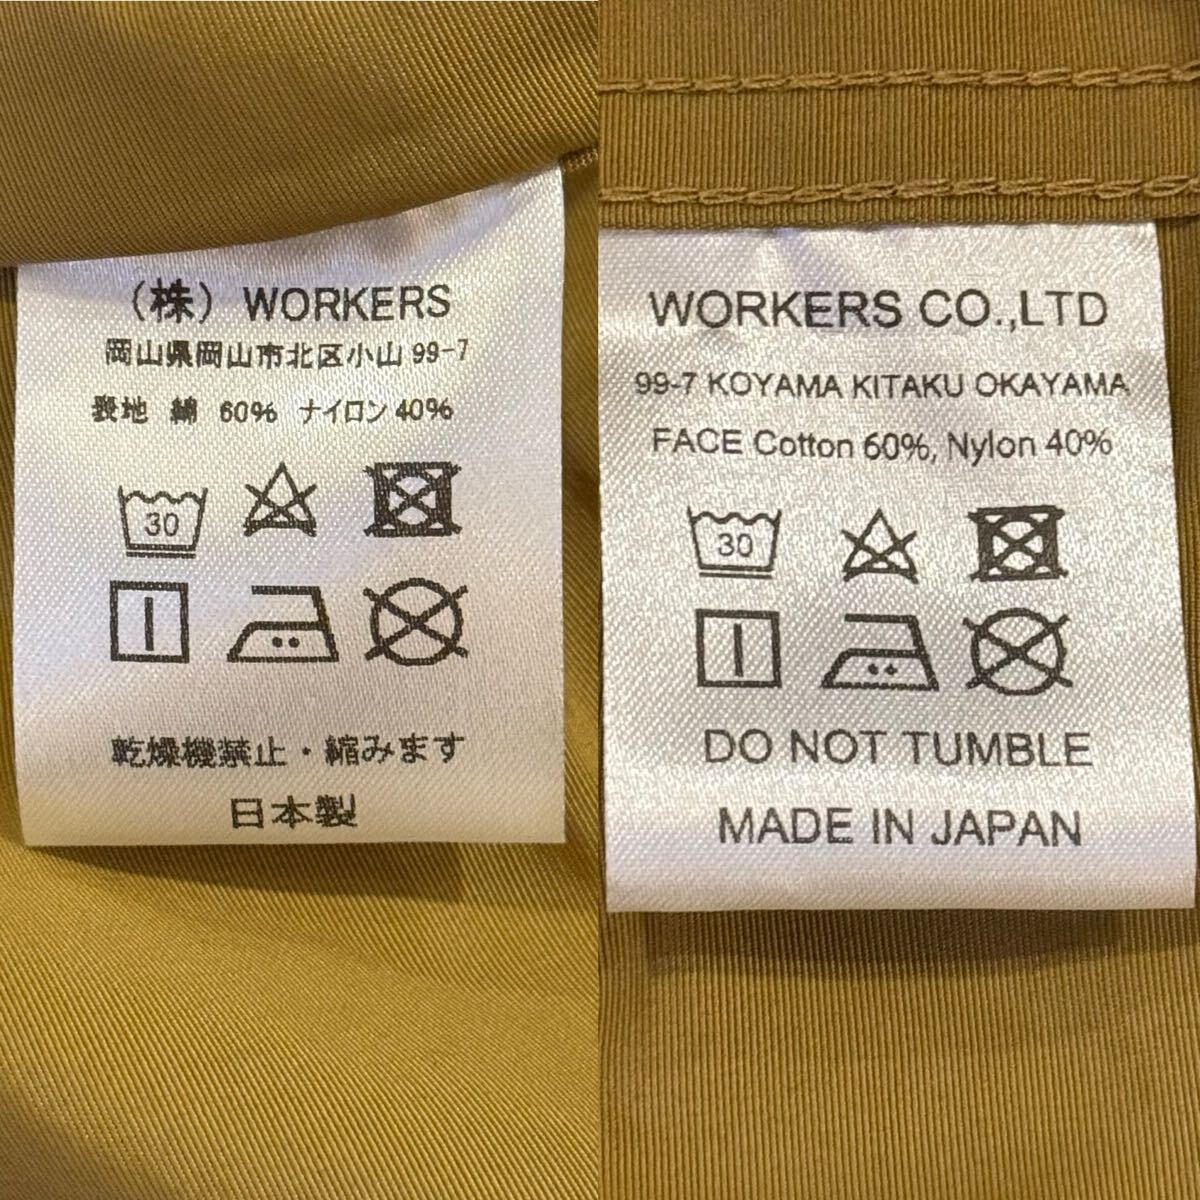 （株）WORKERS
岡山県岡山市北区小山 99-7
表地 綿 60% ナイロン 40%
30
乾燥機禁止・縮みます
日本製
WORKERS CO.,LTD
99-7 KOYAMA KITAKU OKAYAMA
FACE Cotton 60%, Nylon 40%
30
DO NOT TUMBLE
MADE IN JAPAN